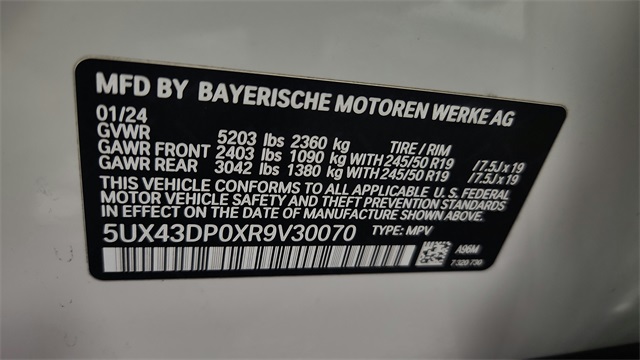 MFD BY BAYERISCHE MOTOREN WERKE AG
01/24
GVWR 5203 lbs 2360 kg TIRE / RIM
GAWR FRONT 2403 lbs 1090 kg WITH 245/50 R19 / 7.5J x 19
GAWR REAR 3042 lbs 1380 kg WITH 245/50 R19 / 7.5J x 19
THIS VEHICLE CONFORMS TO ALL APPLICABLE U. S. FEDERAL
MOTOR VEHICLE SAFETY AND THEFT PREVENTION STANDARDS
IN EFFECT ON THE DATE OF MANUFACTURE SHOWN ABOVE.
5UX43DP0XR9V30070 TYPE: MPV
A96M
7 320 730